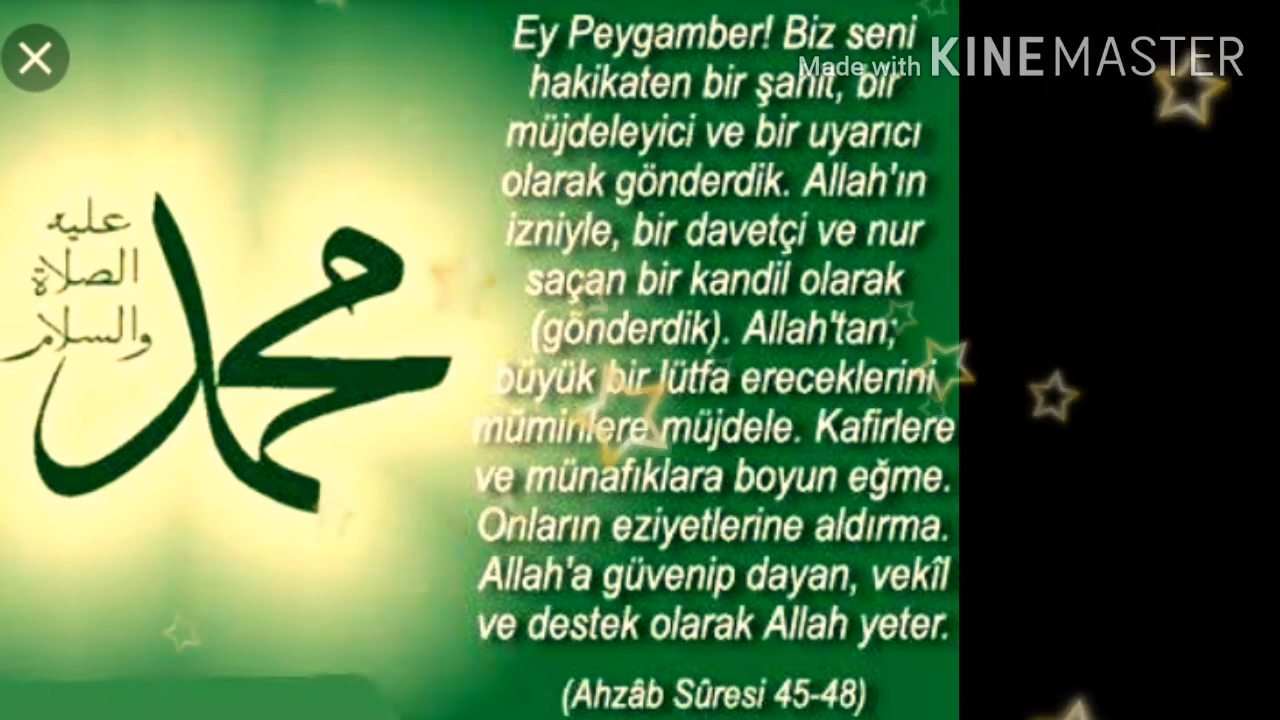 Ey Peygamber! Biz seni
hakikaten bir şahit, bir
müjdeleyici ve bir uyarıcı
olarak gönderdik. Allah'ın
izniyle, bir davetçi ve nur
saçan bir kandil olarak
(gönderdik). Allah'tan;
büyük bir lütfa ereceklerini
müminlere müjdele. Kafirlere
ve münafıklara boyun eğme.
Onların eziyetlerine aldırma.
Allah'a güvenip dayan, vekîl
ve destek olarak Allah yeter.
(Ahzâb Sûresi 45-48)
Made with KINEMASTER
محمد
عليه
الصلاة
والسلام